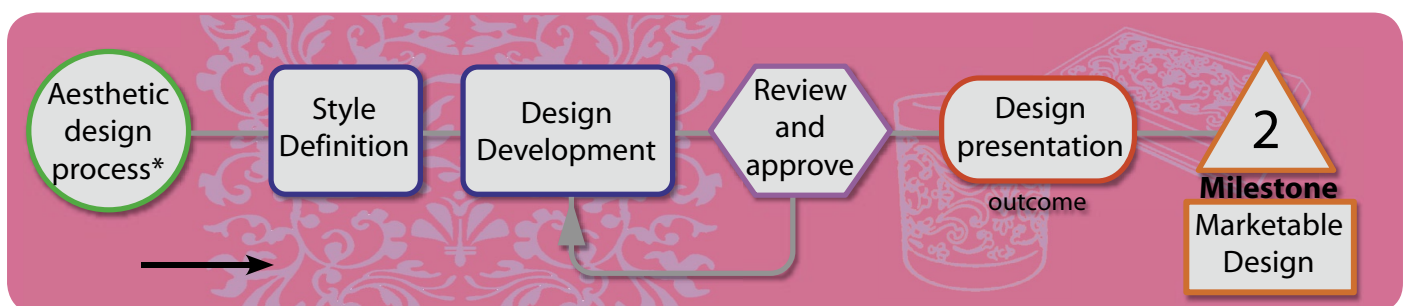 Aesthetic
design
process*
Style
Definition
Design
Development
Review
and
approve
Design
presentation
outcome
2
Milestone
Marketable
Design